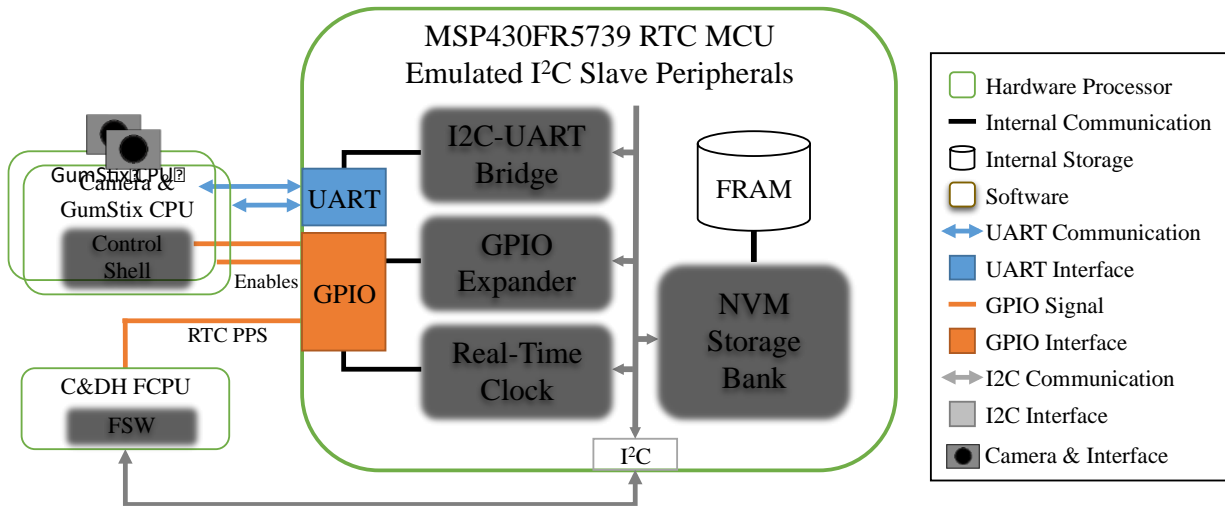 MSP430FR5739 RTC MCU
Emulated I²C Slave Peripherals
I2C-UART
Bridge
FRAM
GumStix CPU
Camera &
GumStix CPU
Control
Shell
UART
GPIO
Enables
GPIO
Expander
NVM
Storage
Bank
RTC PPS
Real-Time
Clock
C&DH FCPU
FSW
I²C
Hardware Processor
Internal Communication
Internal Storage
Software
UART Communication
UART Interface
GPIO Signal
GPIO Interface
I2C Communication
I2C Interface
Camera & Interface